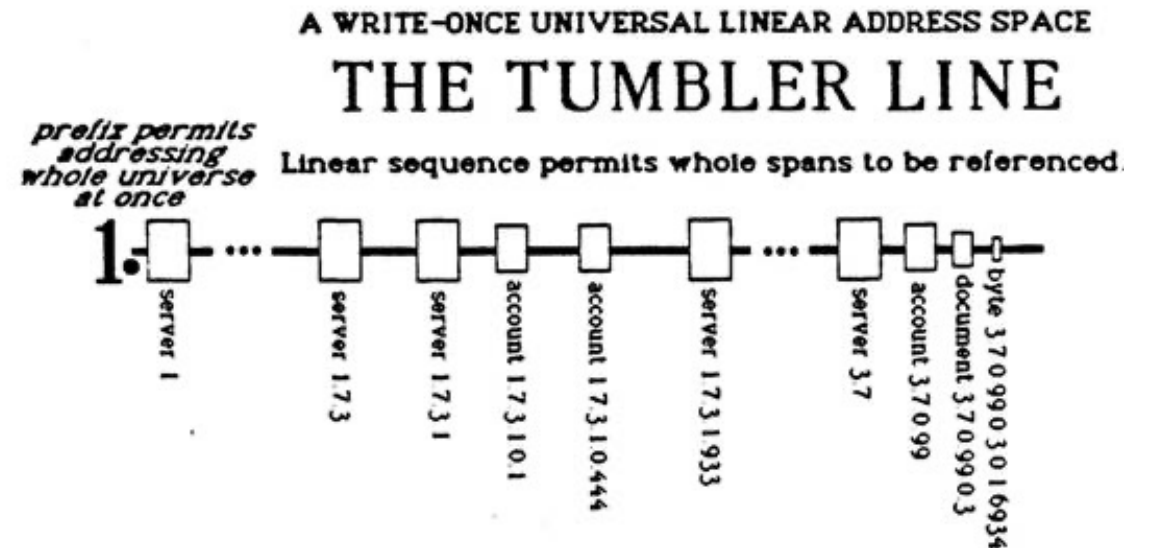 A WRITE-ONCE UNIVERSAL LINEAR ADDRESS SPACE
THE TUMBLER LINE
prefix permits
addressing
whole universe
at once
Linear sequence permits whole spans to be referenced.
1.
server 1
server 1.7.3
server 1.7.3.1
account 1.7.3.1.0.1
account 1.7.3.1.0.444
server 1.7.3.1.933
server 3.7
account 3.7.0.99
document 3.7.0.99.0.3
byte 3.7.0.99.0.3.0.1.6934